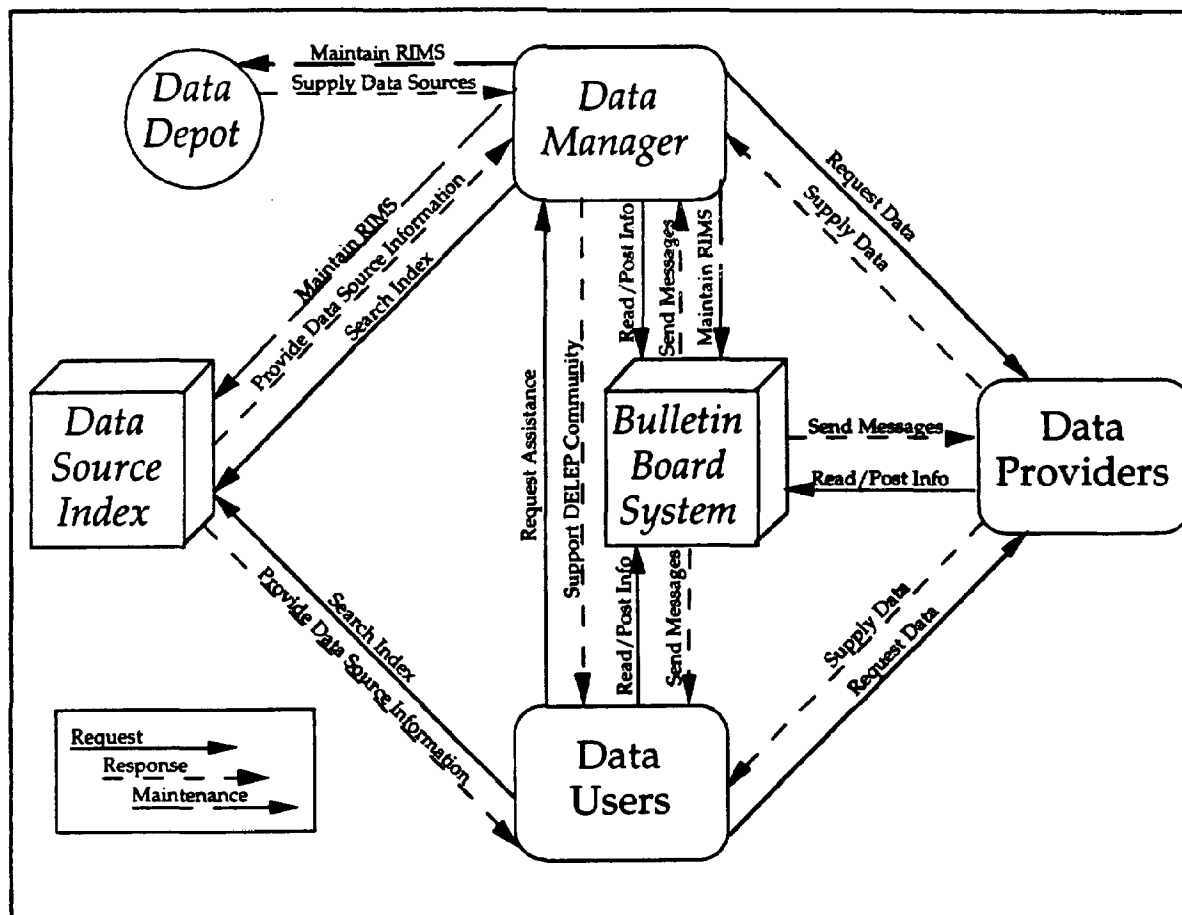 Maintain RIMS
Supply Data Sources
Data
Depot
Data
Manager
Maintain RIMS
Provide Data Source Information
Search Index
Request Data
Supply Data
Read/Post Info
Send Messages
Maintain RIMS
Request Assistance
Support DELEP Community
Data
Source
Index
Bulletin
Board
System
Send Messages
Read/Post Info
Data
Providers
Search Index
Provide Data Source Information
Read/Post Info
Send Messages
Supply Data
Request Data
Data
Users
Request
Response
Maintenance